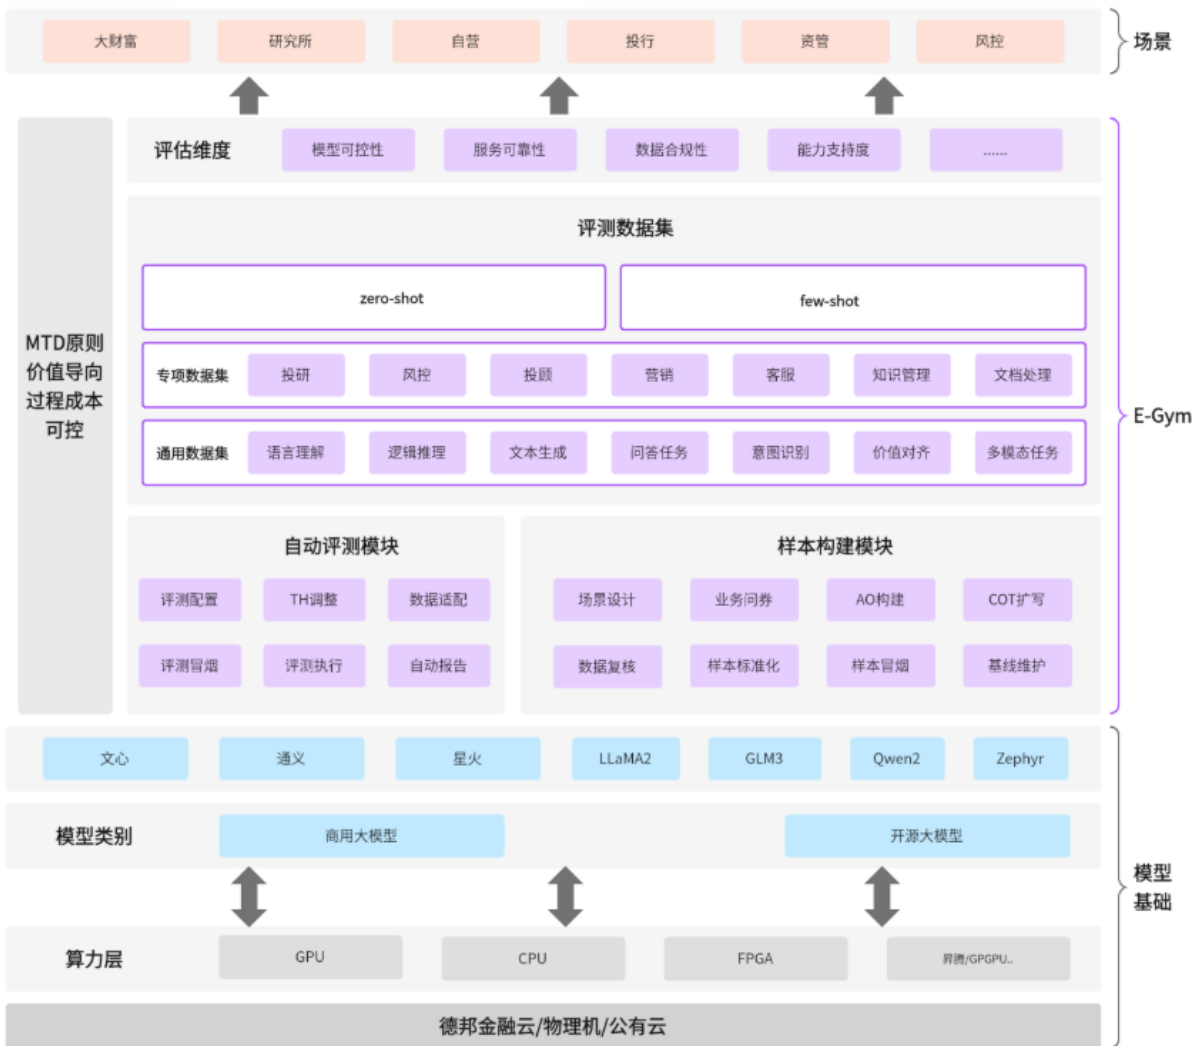 大财富 研究所 自营 投行 资管 风控
场景
评估维度 模型可控性 服务可靠性 数据合规性 能力支持度 ......
评测数据集
zero-shot few-shot
MTD原则
价值导向
过程成本
可控
专项数据集 投研 风控 投顾 营销 客服 知识管理 文档处理
E-Gym
通用数据集 语言理解 逻辑推理 文本生成 问答任务 意图识别 价值对齐 多模态任务
自动评测模块
评测配置 TH调整 数据适配
评测冒烟 评测执行 自动报告
样本构建模块
场景设计 业务问券 AO构建 COT扩写
数据复核 样本标准化 样本冒烟 基线维护
文心 通义 星火 LLaMA2 GLM3 Qwen2 Zephyr
模型类别 商用大模型 开源大模型
模型
基础
算力层 GPU CPU FPGA 昇腾/GPGPU..
德邦金融云/物理机/公有云